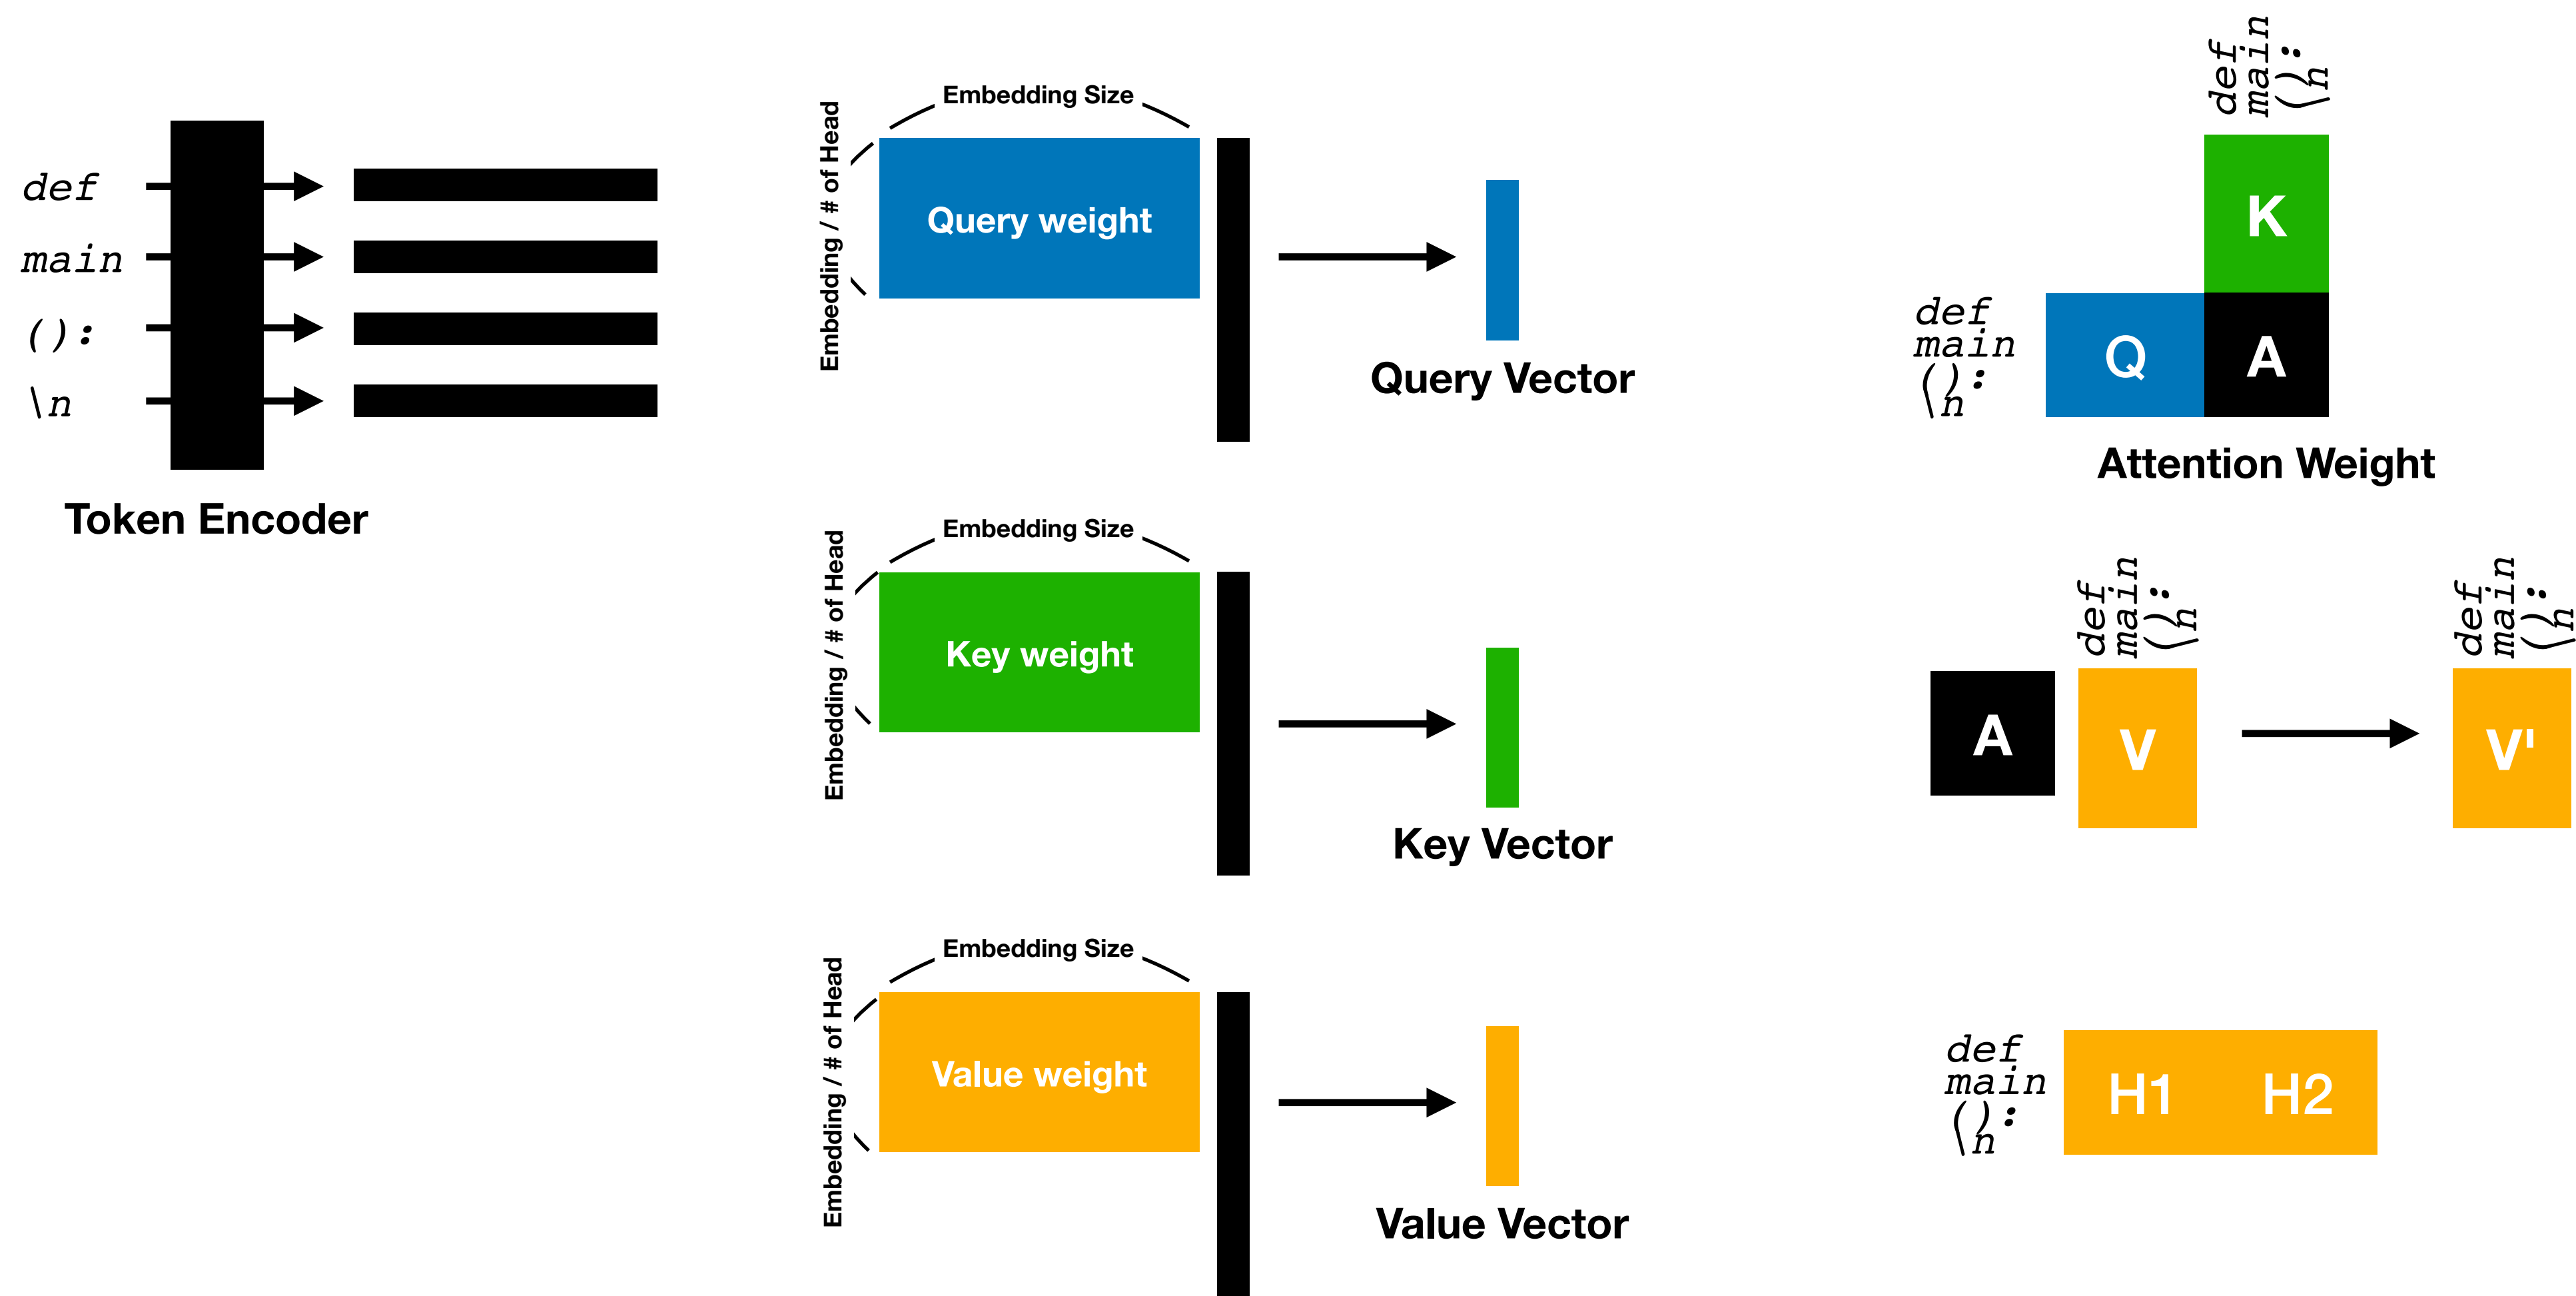 def
main
():
\n
Token Encoder
Embedding Size
Embedding / # of Head
Query weight
Query Vector
Embedding Size
Embedding / # of Head
Key weight
Key Vector
Embedding Size
Embedding / # of Head
Value weight
Value Vector
def
main
():
\n
K
def
main
():
\n
Q
A
Attention Weight
def
main
():
\n
A
V
def
main
():
\n
V'
def
main
():
\n
H1
H2